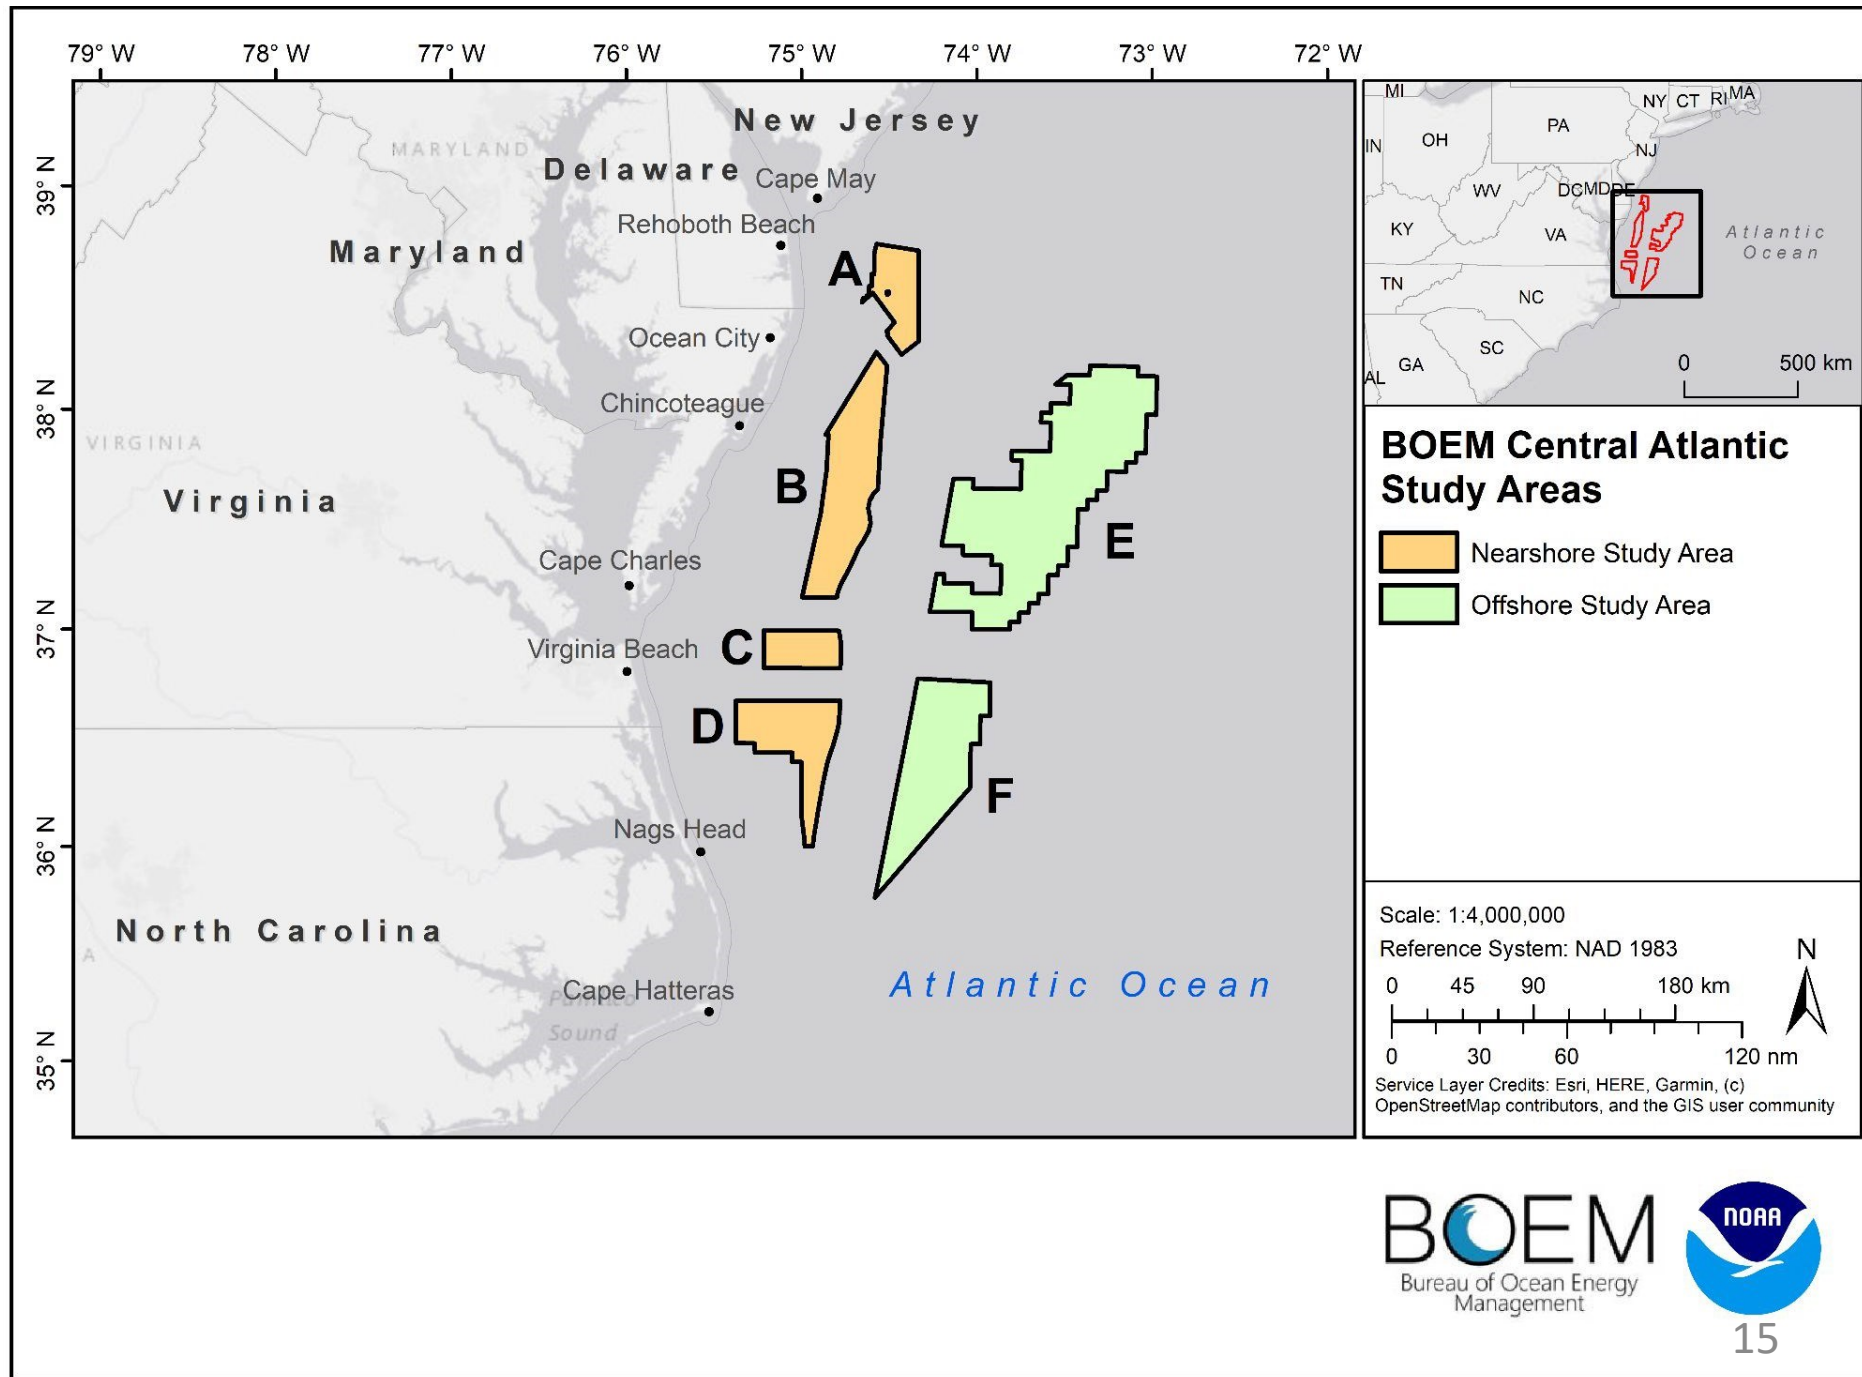 79° W 78° W 77° W 76° W 75° W 74° W 73° W 72° W
39° N
38° N
37° N
36° N
35° N
New Jersey
MARYLAND
Delaware
Cape May
Rehoboth Beach
Maryland
A
Ocean City
Chincoteague
VIRGINIA
B
Virginia
E
Cape Charles
Virginia Beach
C
D
F
Nags Head
North Carolina
A
Cape Hatteras
Atlantic Ocean
Sound
MI
NY CT RI MA
PA
IN
OH
NJ
WV
DC MD DE
KY
VA
Atlantic
Ocean
TN
NC
SC
GA
AL
0 500 km
BOEM Central Atlantic
Study Areas
Nearshore Study Area
Offshore Study Area
Scale: 1:4,000,000
Reference System: NAD 1983
N
0 45 90 180 km
0 30 60 120 nm
Service Layer Credits: Esri, HERE, Garmin, (c)
OpenStreetMap contributors, and the GIS user community
BOEM
Bureau of Ocean Energy
Management
NOAA
15